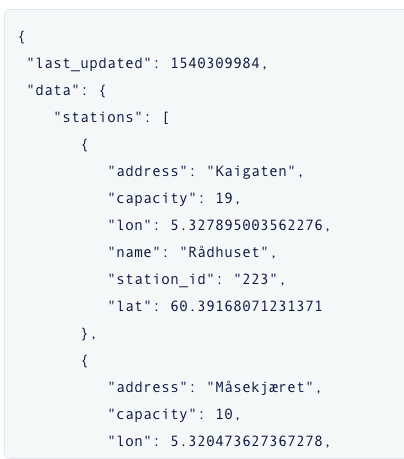 {
 "last_updated": 1540309984,
 "data": {
    "stations": [
       {
          "address": "Kaigaten",
          "capacity": 19,
          "lon": 5.327895003562276,
          "name": "Rådhuset",
          "station_id": "223",
          "lat": 60.39168071231371
       },
       {
          "address": "Måsekjæret",
          "capacity": 10,
          "lon": 5.320473627367278,